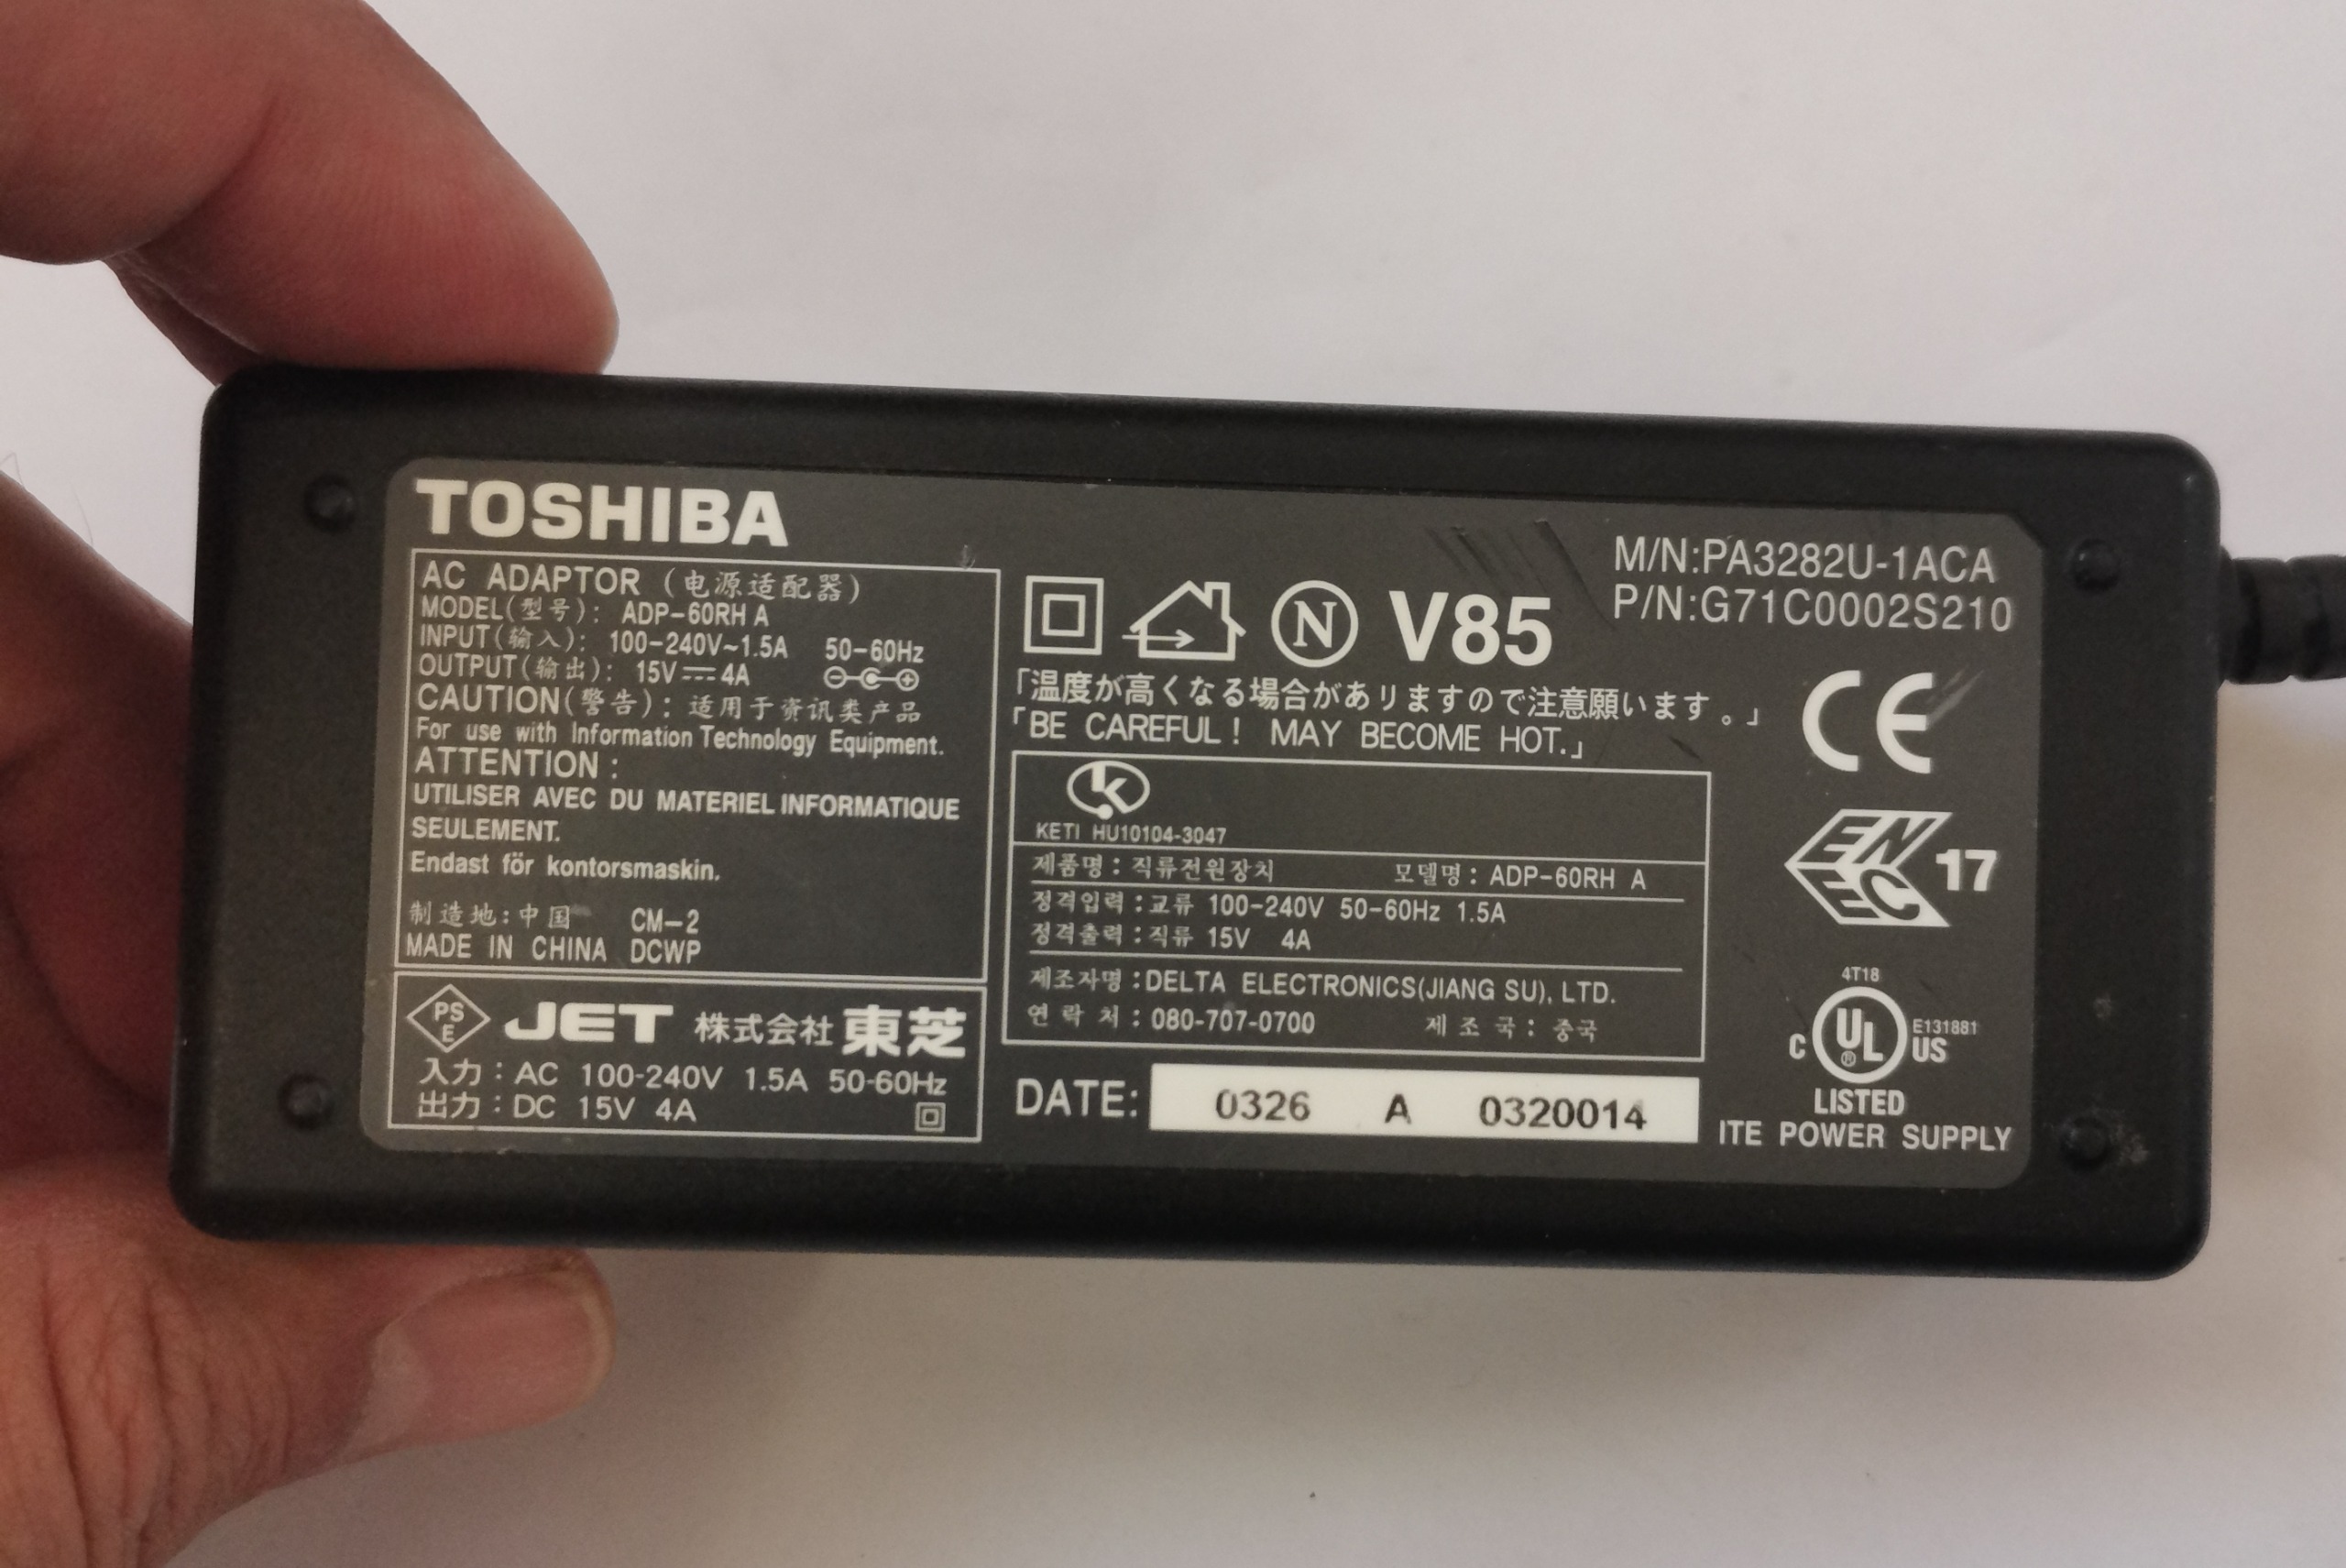 TOSHIBA
AC ADAPTOR (电源适配器)
MODEL(型号): ADP-60RH A
INPUT(输入): 100-240V~1.5A 50-60Hz
OUTPUT(输出): 15V⎓4A
CAUTION(警告): 适用于资讯类产品
For use with Information Technology Equipment.
ATTENTION :
UTILISER AVEC DU MATERIEL INFORMATIQUE
SEULEMENT.
Endast för kontorsmaskin.
制造地:中国 CM-2
MADE IN CHINA DCWP
PS
E
JET 株式会社 東芝
入力:AC 100-240V 1.5A 50-60Hz
出力:DC 15V 4A
M/N:PA3282U-1ACA
P/N:G71C0002S210
N V85
「温度が高くなる場合がありますので注意願います。」
「BE CAREFUL! MAY BECOME HOT.」
K
KETI HU10104-3047
제품명:직류전원장치 모델명:ADP-60RH A
정격입력:교류 100-240V 50-60Hz 1.5A
정격출력:직류 15V 4A
제조자명:DELTA ELECTRONICS(JIANG SU), LTD.
연락처:080-707-0700 제조국:중국
DATE: 0326 A 0320014
CE
EN
EC 17
4T18
C UL ® US E131881
LISTED
ITE POWER SUPPLY